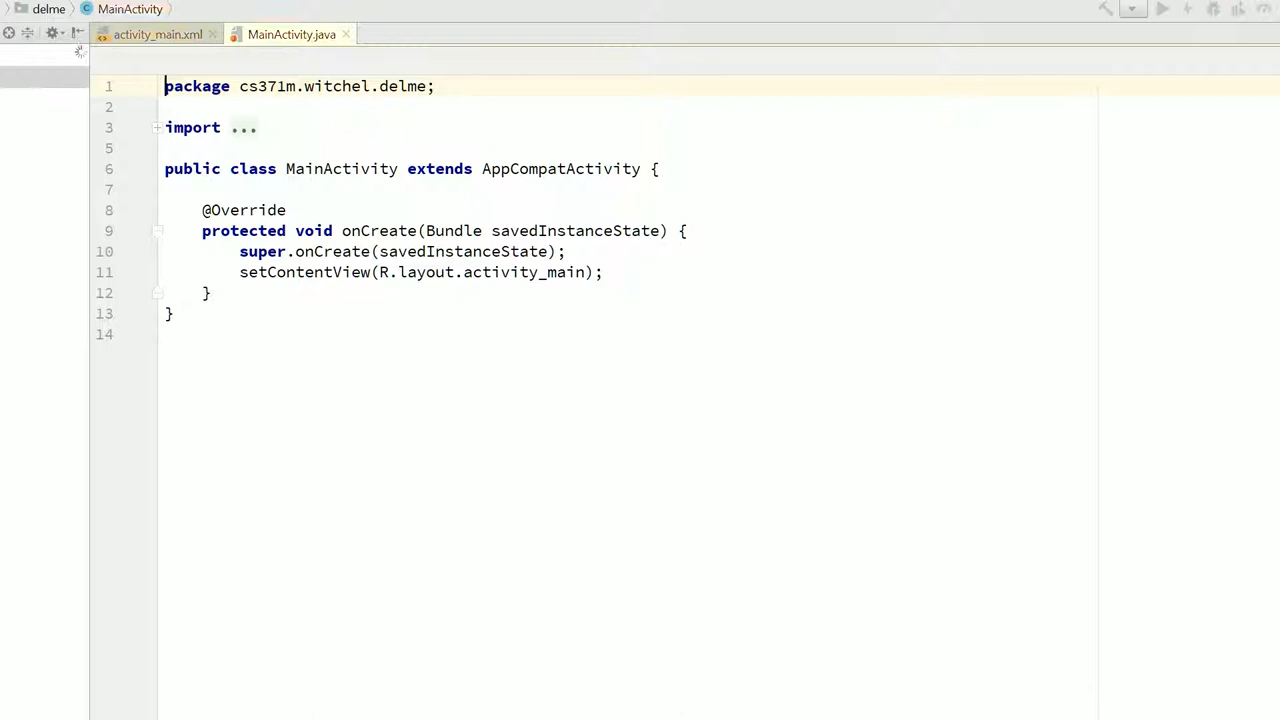 delme MainActivity
activity_main.xml MainActivity.java
1 package cs371m.witchel.delme;
2
3 import ...
5
6 public class MainActivity extends AppCompatActivity {
7
8 @Override
9 protected void onCreate(Bundle savedInstanceState) {
10 super.onCreate(savedInstanceState);
11 setContentView(R.layout.activity_main);
12 }
13 }
14